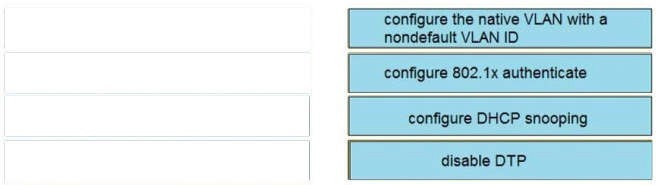 configure the native VLAN with a
nondefault VLAN ID
configure 802.1x authenticate
configure DHCP snooping
disable DTP